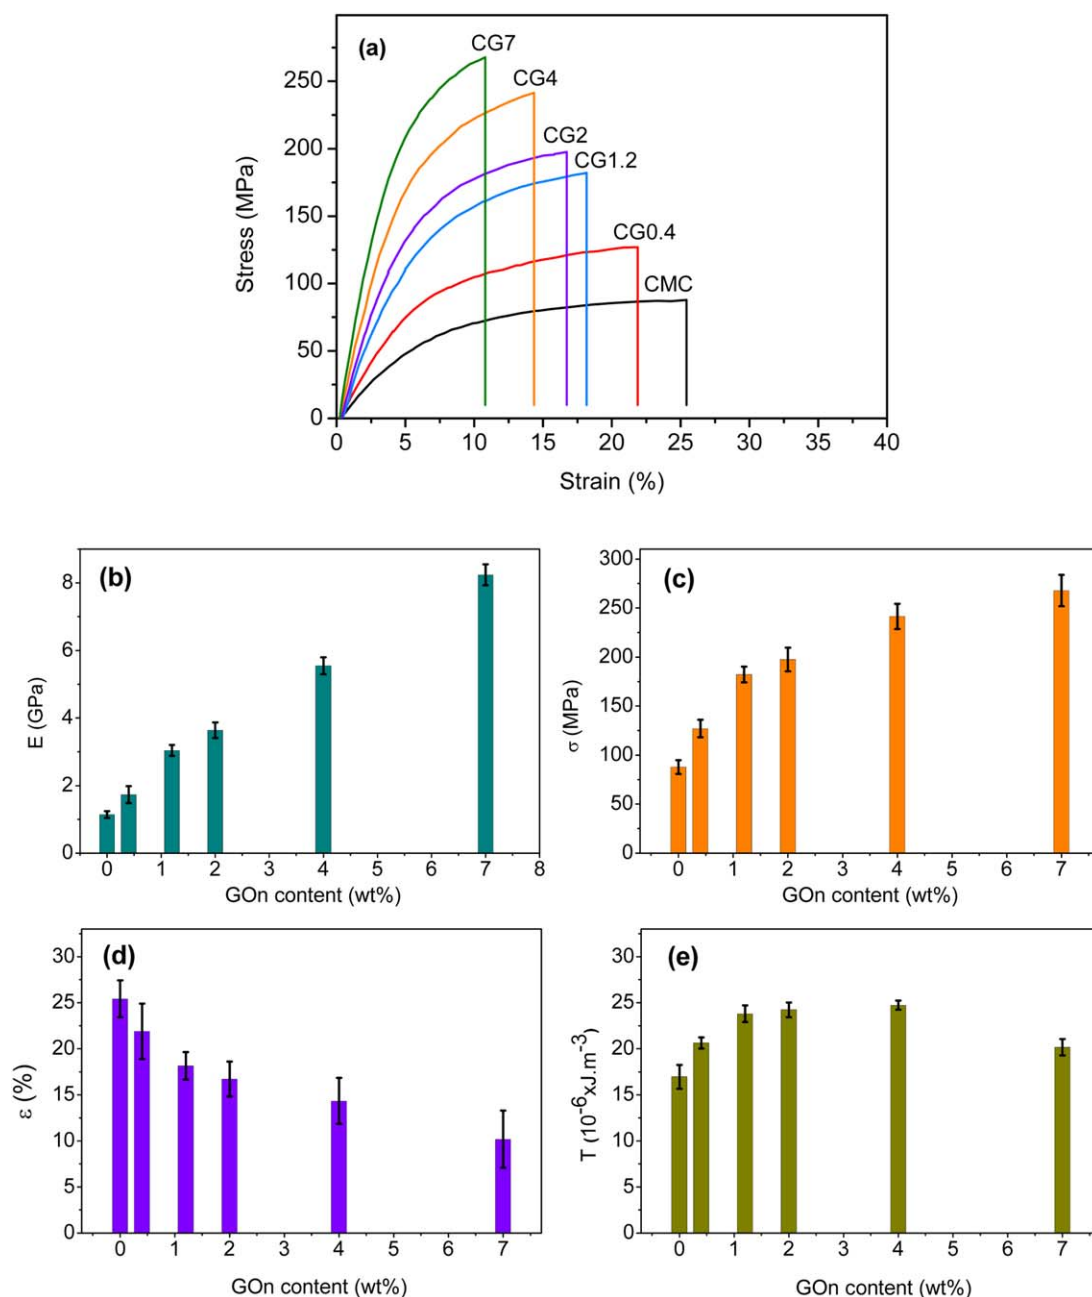 (a)
CG7
CG4
CG2
CG1.2
CG0.4
CMC
Stress (MPa)
250
200
150
100
50
0
0 5 10 15 20 25 30 35 40
Strain (%)
(b)
E (GPa)
8
6
4
2
0
0 1 2 3 4 5 6 7 8
GOn content (wt%)
(c)
σ (MPa)
300
250
200
150
100
50
0
0 1 2 3 4 5 6 7
GOn content (wt%)
(d)
ε (%)
30
25
20
15
10
5
0
0 1 2 3 4 5 6 7
GOn content (wt%)
(e)
T (10⁻⁶xJ.m⁻³)
30
25
20
15
10
5
0
0 1 2 3 4 5 6 7
GOn content (wt%)